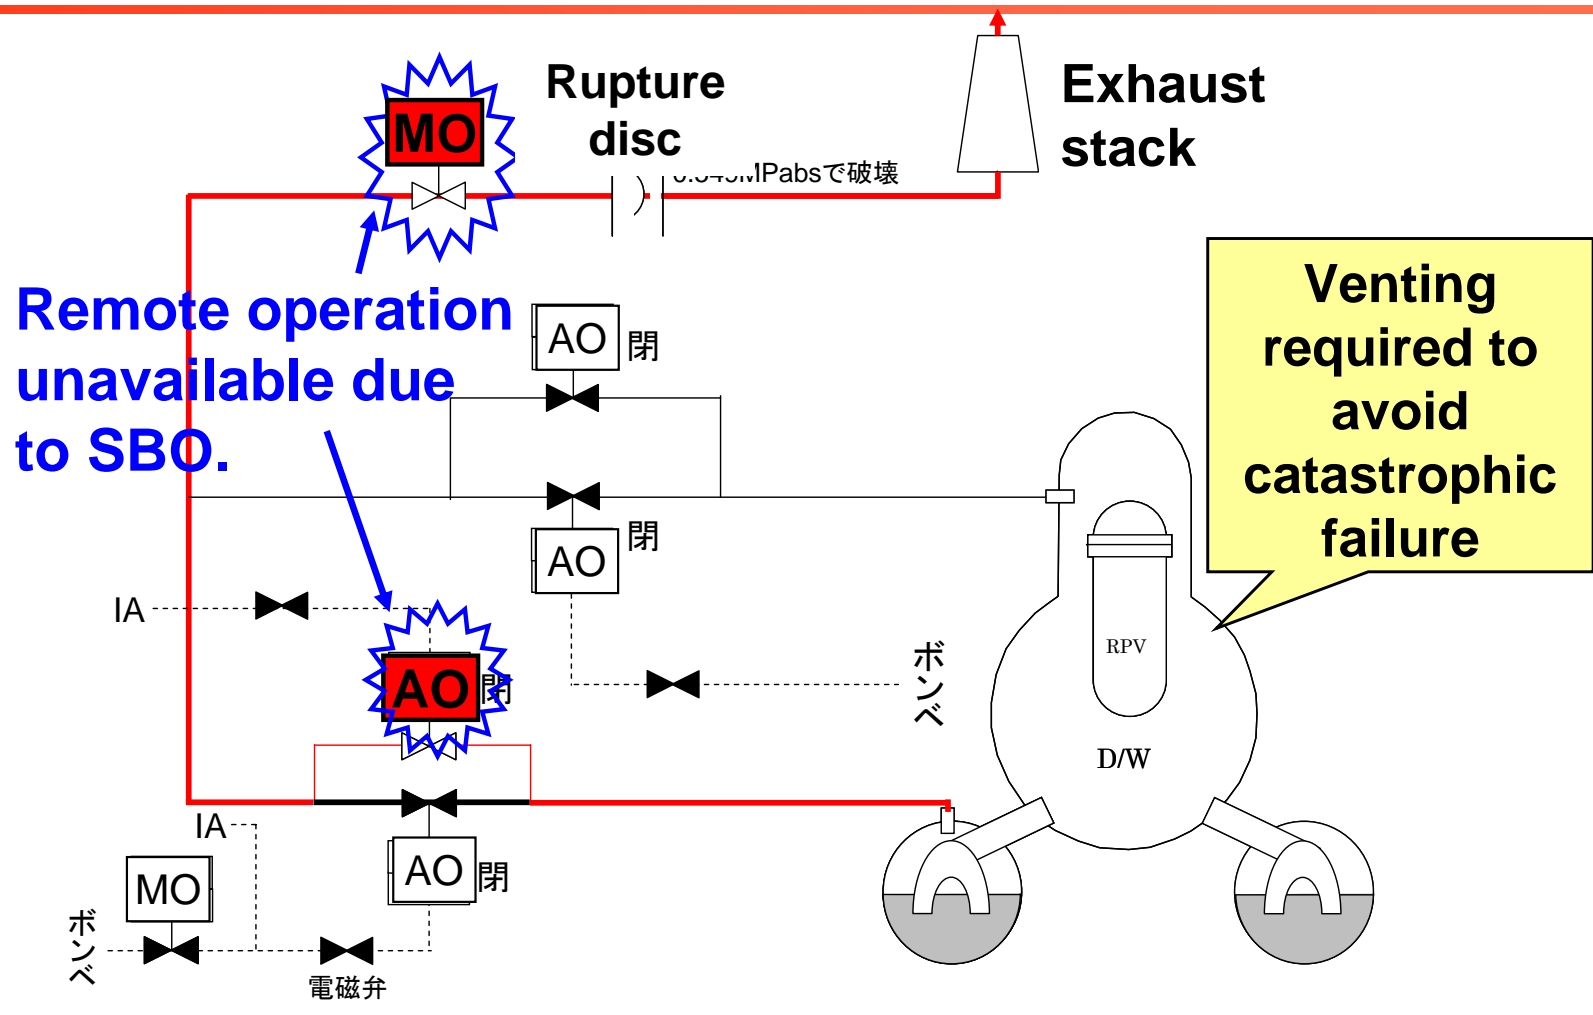 MO
Rupture
disc
MPabsで破壊
Exhaust
stack
Remote operation
unavailable due
to SBO.
Venting
required to
avoid
catastrophic
failure
AO
閉
AO
閉
IA
AO
閉
ボンベ
RPV
D/W
IA
AO
閉
MO
ボンベ
電磁弁